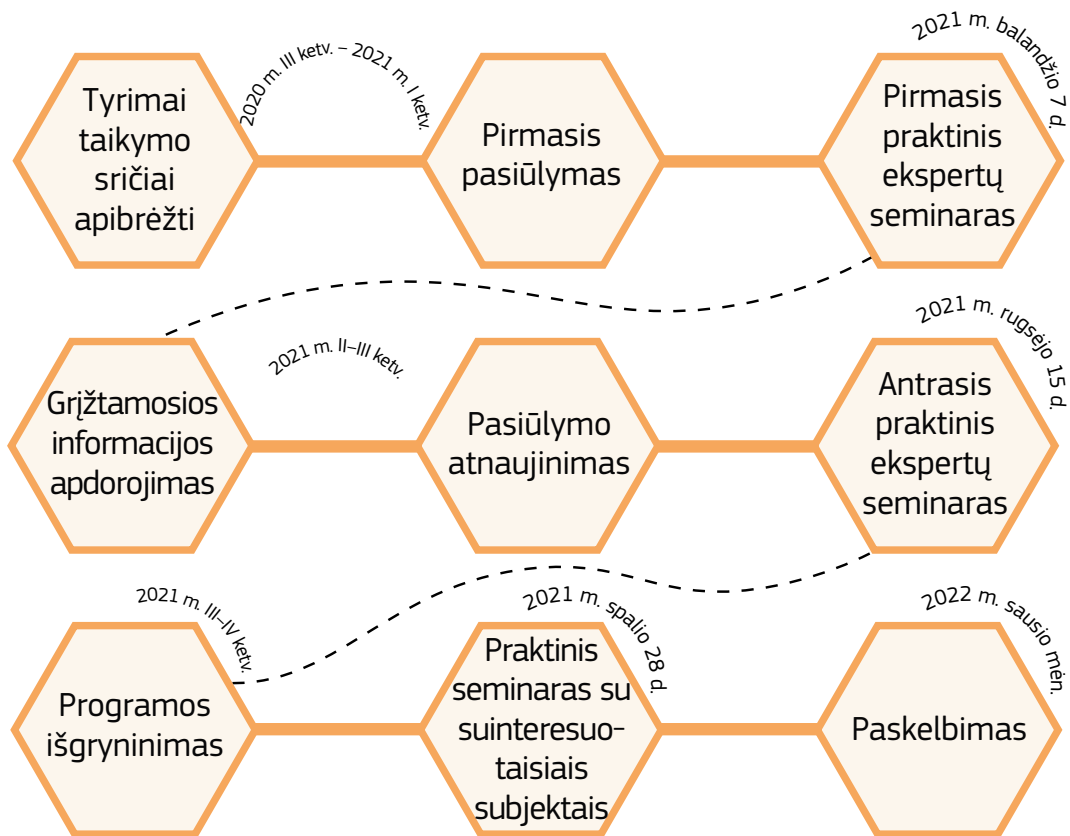 Tyrimai
taikymo
sričiai
apibrėžti
2020 m. III ketv. – 2021 m. I ketv.
Pirmasis
pasiūlymas
2021 m. balandžio 7 d.
Pirmasis
praktinis
ekspertų
seminaras
Grįžtamosios
informacijos
apdorojimas
2021 m. II–III ketv.
Pasiūlymo
atnaujinimas
2021 m. rugsėjo 15 d.
Antrasis
praktinis
ekspertų
seminaras
2021 m. III–IV ketv.
Programos
išgryninimas
2021 m. spalio 28 d.
Praktinis
seminaras su
suinteresuo-
taisiais
subjektais
2022 m. sausio mėn.
Paskelbimas